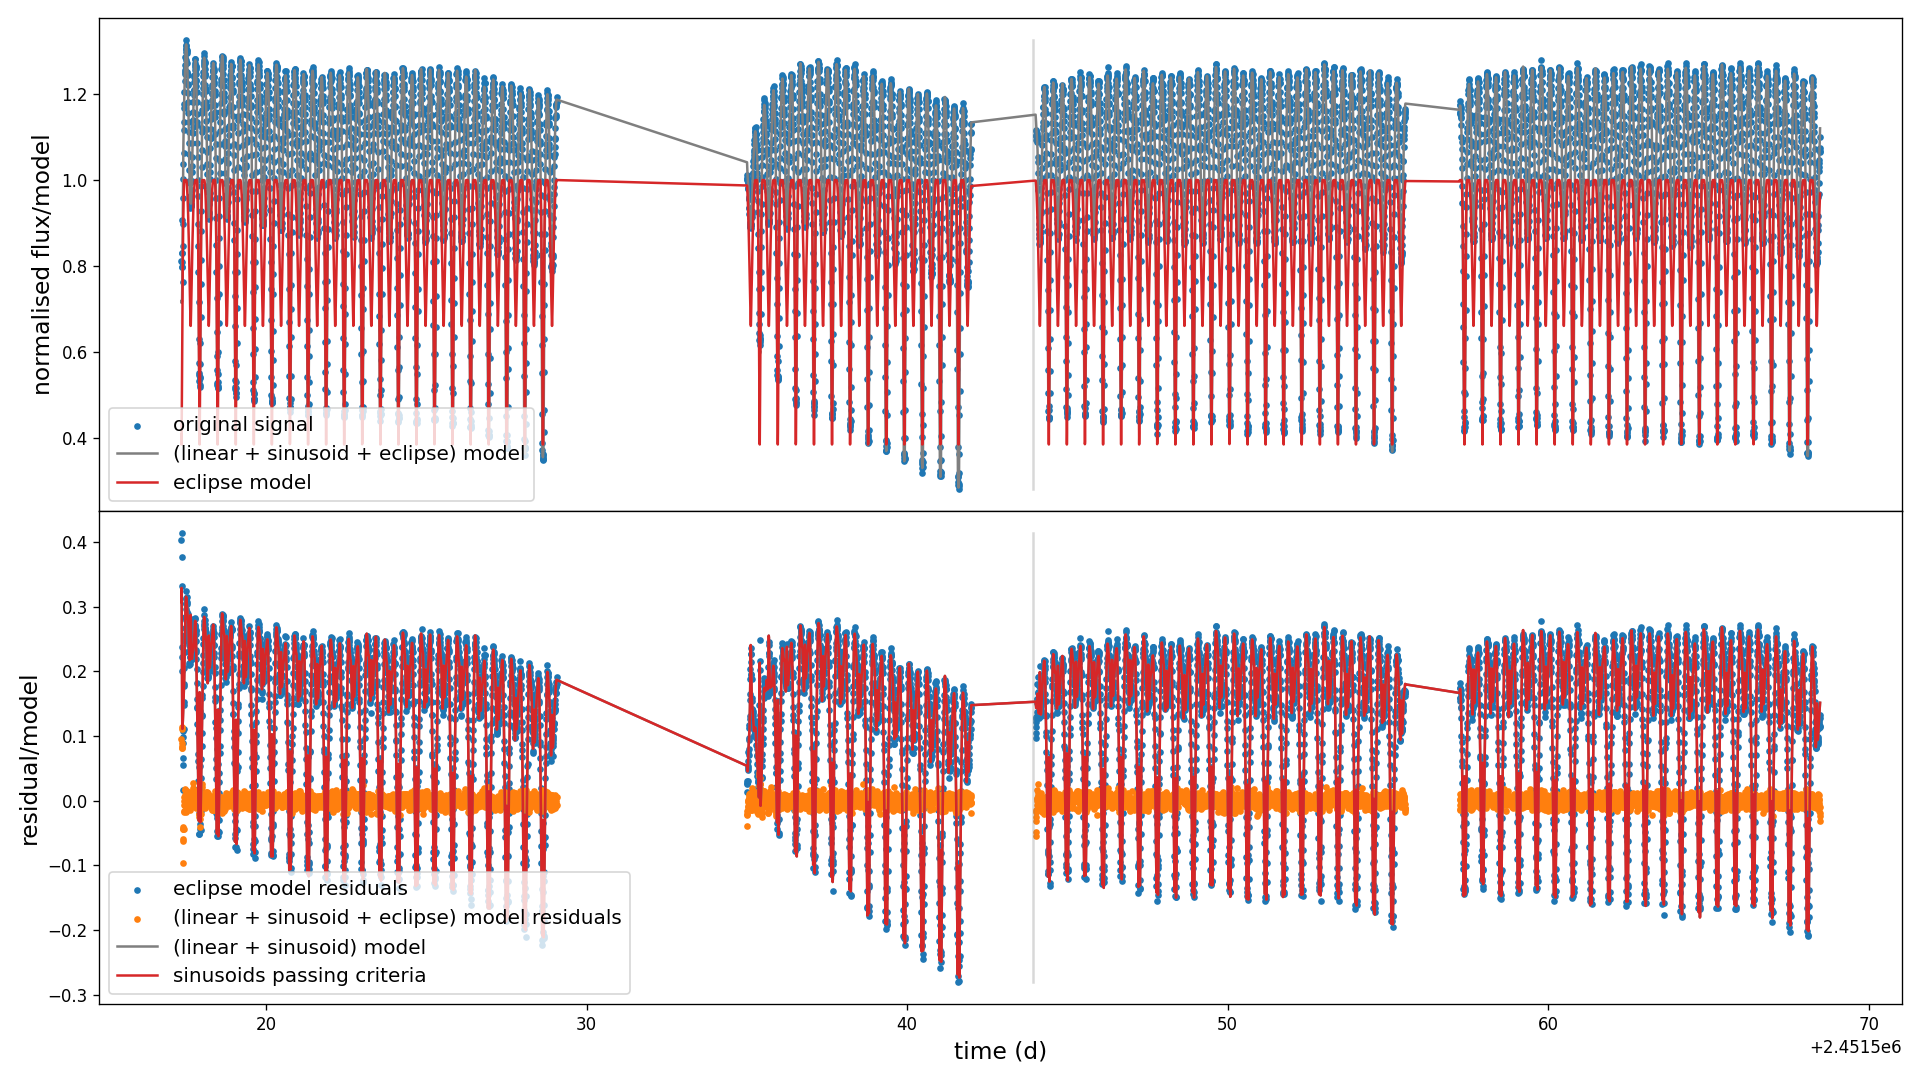 1.2
1.0
0.8
0.6
0.4
normalised flux/model
original signal
(linear + sinusoid + eclipse) model
eclipse model
0.4
0.3
0.2
0.1
0.0
−0.1
−0.2
−0.3
residual/model
eclipse model residuals
(linear + sinusoid + eclipse) model residuals
(linear + sinusoid) model
sinusoids passing criteria
20 30 40 50 60 70
time (d)
+2.4515e6